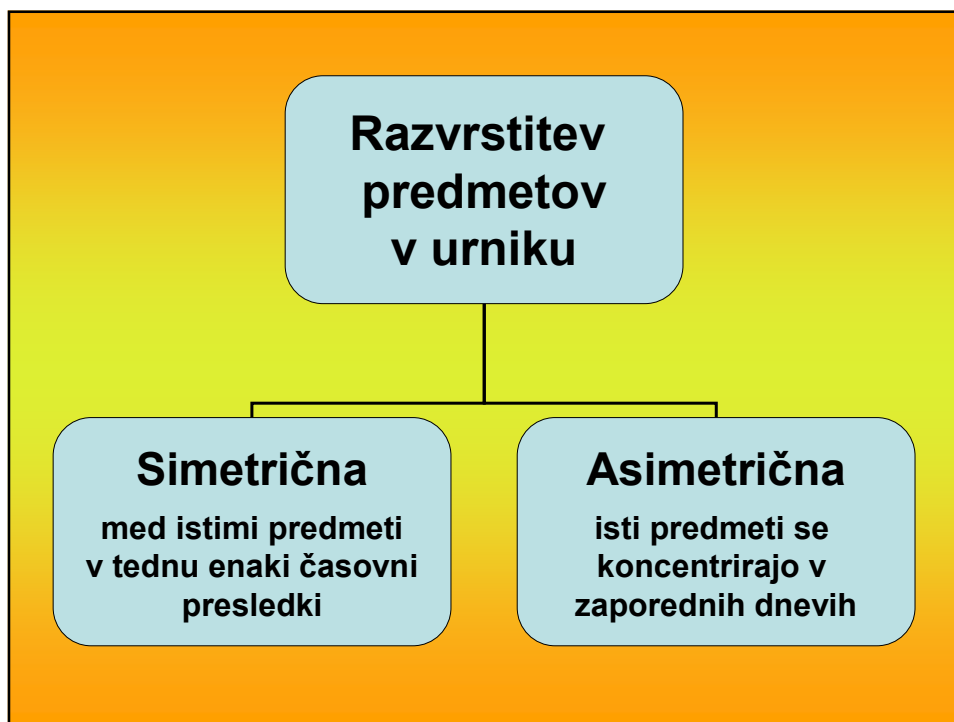 Razvrstitev
predmetov
v urniku
Simetrična
med istimi predmeti
v tednu enaki časovni
presledki
Asimetrična
isti predmeti se
koncentrirajo v
zaporednih dnevih